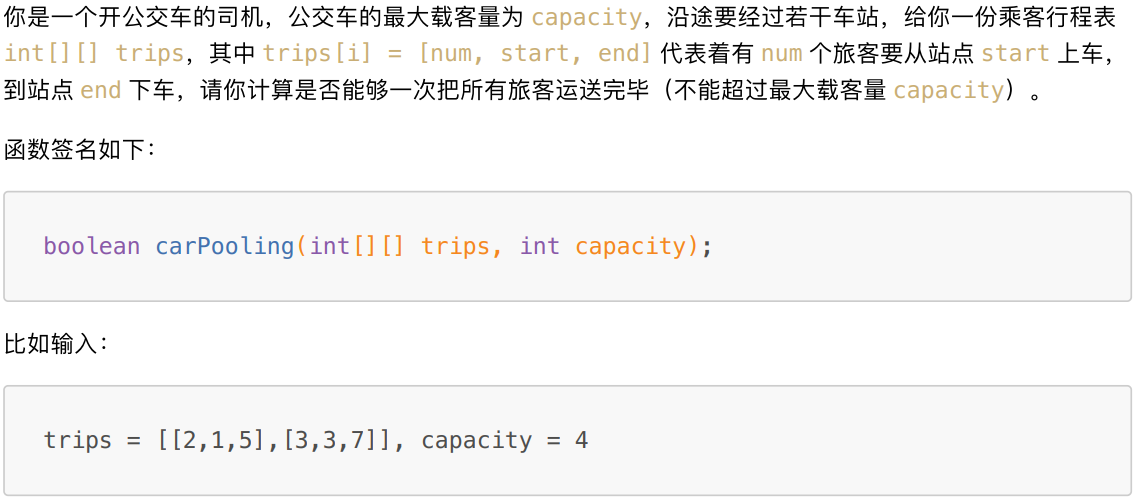 你是一个开公交车的司机，公交车的最大载客量为 capacity，沿途要经过若干车站，给你一份乘客行程表
int[][] trips，其中 trips[i] = [num, start, end] 代表着有 num 个旅客要从站点 start 上车，
到站点 end 下车，请你计算是否能够一次把所有旅客运送完毕（不能超过最大载客量 capacity）。
函数签名如下：
boolean carPooling(int[][] trips, int capacity);
比如输入：
trips = [[2,1,5],[3,3,7]], capacity = 4